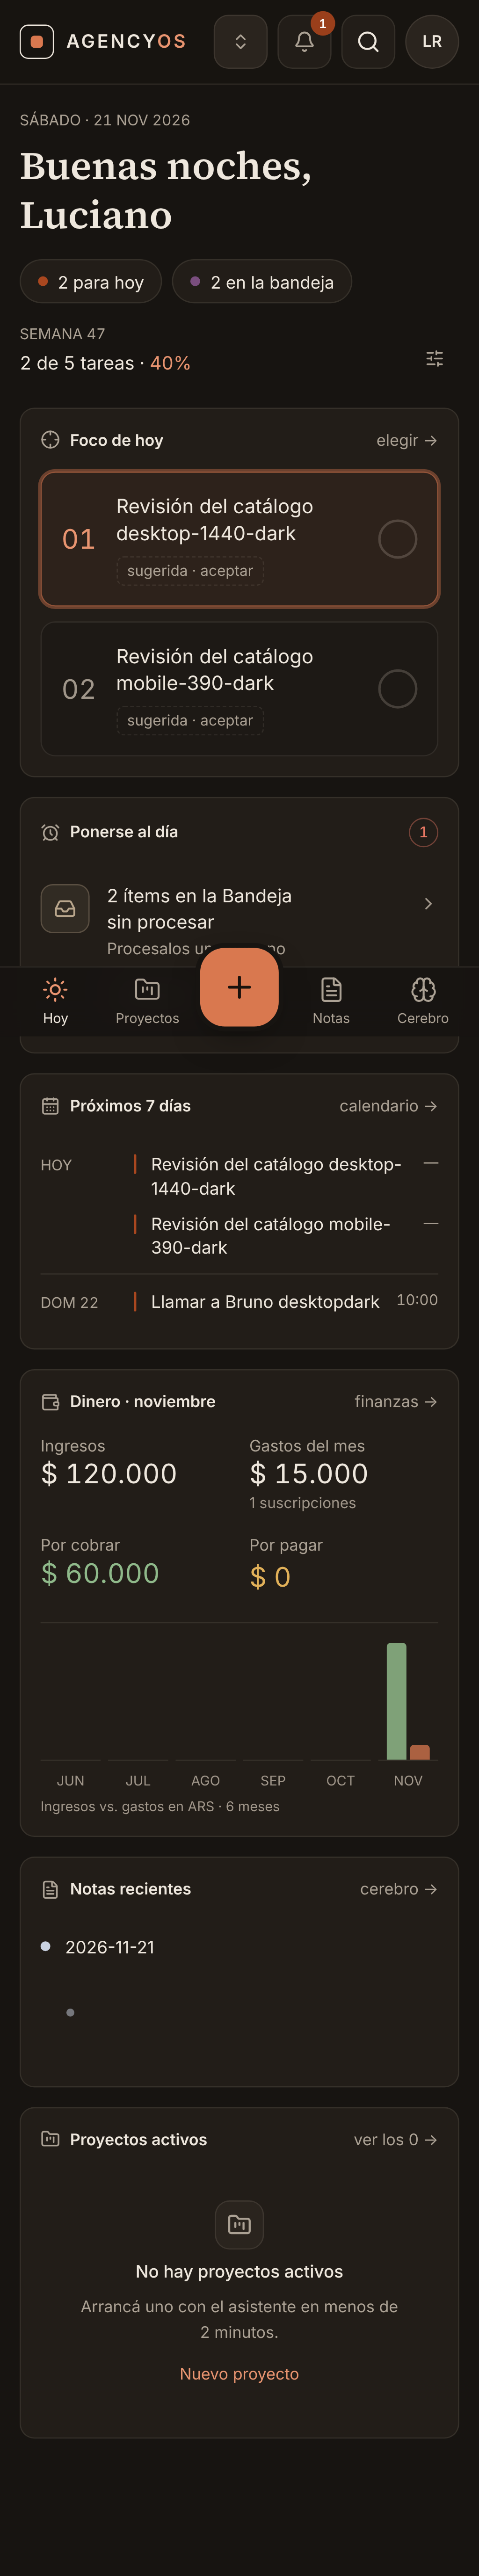 AGENCYOS
1
LR
SÁBADO · 21 NOV 2026
Buenas noches,
Luciano
2 para hoy
2 en la bandeja
SEMANA 47
2 de 5 tareas · 40%
Foco de hoy
elegir →
01
Revisión del catálogo
desktop-1440-dark
sugerida · aceptar
02
Revisión del catálogo
mobile-390-dark
sugerida · aceptar
Ponerse al día
1
2 ítems en la Bandeja
sin procesar
Procesalos
Hoy
Proyectos
Notas
Cerebro
Próximos 7 días
calendario →
HOY
Revisión del catálogo desktop-
1440-dark
—
Revisión del catálogo mobile-
390-dark
—
DOM 22
Llamar a Bruno desktopdark
10:00
Dinero · noviembre
finanzas →
Ingresos
$ 120.000
Gastos del mes
$ 15.000
1 suscripciones
Por cobrar
$ 60.000
Por pagar
$ 0
JUN
JUL
AGO
SEP
OCT
NOV
Ingresos vs. gastos en ARS · 6 meses
Notas recientes
cerebro →
2026-11-21
Proyectos activos
ver los 0 →
No hay proyectos activos
Arrancá uno con el asistente en menos de
2 minutos.
Nuevo proyecto